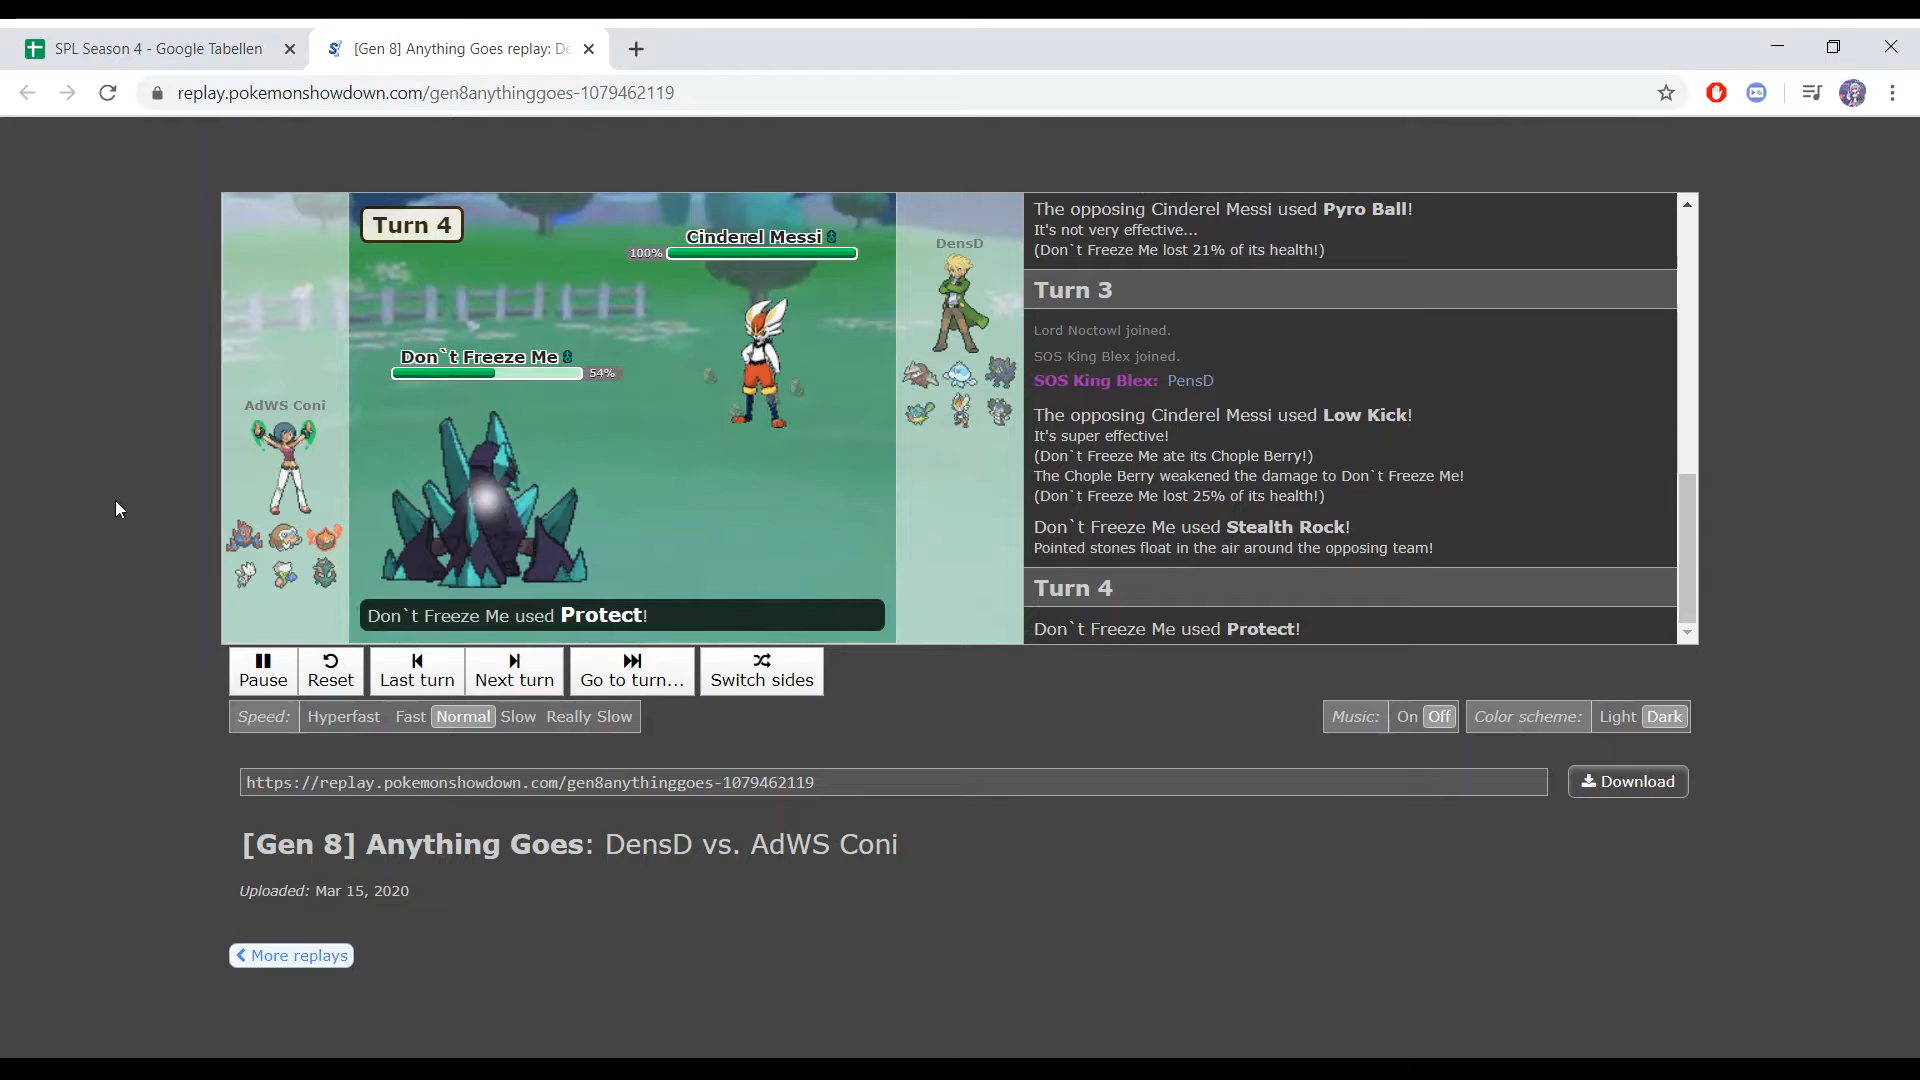 SPL Season 4 - Google Tabellen
[Gen 8] Anything Goes replay: De
replay.pokemonshowdown.com/gen8anythinggoes-1079462119
Turn 4
Cinderel Messi
100%
Don`t Freeze Me
54%
AdWS Coni
DensD
Don`t Freeze Me used Protect!
The opposing Cinderel Messi used Pyro Ball!
It's not very effective...
(Don`t Freeze Me lost 21% of its health!)
Turn 3
Lord Noctowl joined.
SOS King Blex joined.
SOS King Blex: PensD
The opposing Cinderel Messi used Low Kick!
It's super effective!
(Don`t Freeze Me ate its Chople Berry!)
The Chople Berry weakened the damage to Don`t Freeze Me!
(Don`t Freeze Me lost 25% of its health!)
Don`t Freeze Me used Stealth Rock!
Pointed stones float in the air around the opposing team!
Turn 4
Don`t Freeze Me used Protect!
Pause Reset Last turn Next turn Go to turn... Switch sides
Speed: Hyperfast Fast Normal Slow Really Slow Music: On Off Color scheme: Light Dark
https://replay.pokemonshowdown.com/gen8anythinggoes-1079462119 Download
[Gen 8] Anything Goes: DensD vs. AdWS Coni
Uploaded: Mar 15, 2020
More replays